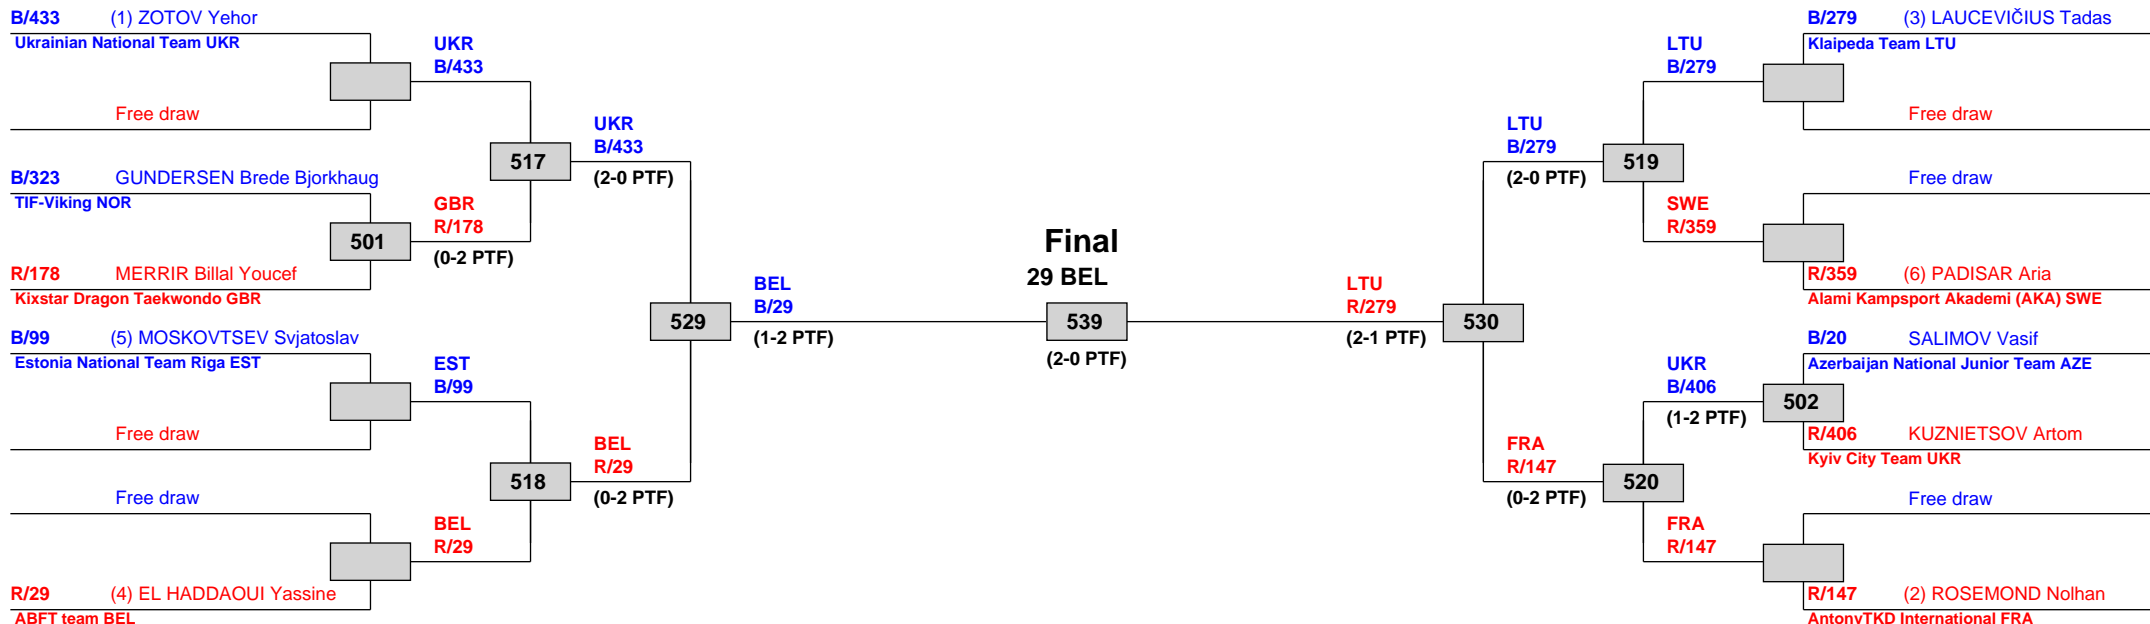 B/433 (1) ZOTOV Yehor
Ukrainian National Team UKR
Free draw
B/323 GUNDERSEN Brede Bjorkhaug
TIF-Viking NOR
R/178 MERRIR Billal Youcef
Kixstar Dragon Taekwondo GBR
B/99 (5) MOSKOVTSEV Svjatoslav
Estonia National Team Riga EST
Free draw
Free draw
R/29 (4) EL HADDAOUI Yassine
ABFT team BEL
501
UKR
B/433
GBR
R/178
(0-2 PTF)
EST
B/99
BEL
R/29
517
518
UKR
B/433
(2-0 PTF)
BEL
R/29
(0-2 PTF)
529
BEL
B/29
(1-2 PTF)
Final
29 BEL
539
(2-0 PTF)
LTU
R/279
(2-1 PTF)
530
LTU
B/279
(2-0 PTF)
FRA
R/147
(0-2 PTF)
519
520
LTU
B/279
SWE
R/359
UKR
B/406
(1-2 PTF)
FRA
R/147
502
B/279 (3) LAUCEVIČIUS Tadas
Klaipeda Team LTU
Free draw
Free draw
R/359 (6) PADISAR Aria
Alami Kampsport Akademi (AKA) SWE
B/20 SALIMOV Vasif
Azerbaijan National Junior Team AZE
R/406 KUZNIETSOV Artom
Kyiv City Team UKR
Free draw
R/147 (2) ROSEMOND Nolhan
AntonyTKD International FRA